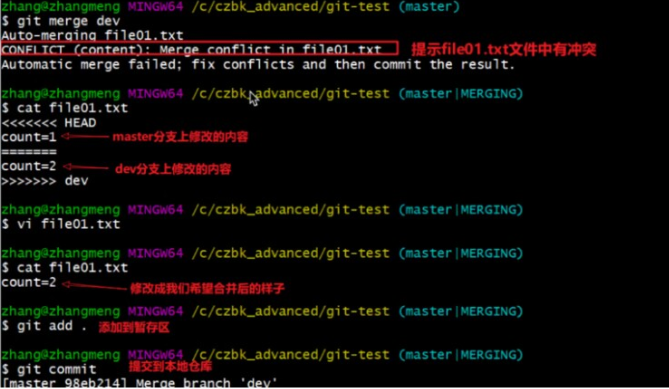 zhang@zhangmeng MINGW64 /c/czbk_advanced/git-test (master)
$ git merge dev
Auto-merging file01.txt
CONFLICT (content): Merge conflict in file01.txt 提示file01.txt文件中有冲突
Automatic merge failed; fix conflicts and then commit the result.
zhang@zhangmeng MINGW64 /c/czbk_advanced/git-test (master|MERGING)
$ cat file01.txt
<<<<<<< HEAD
count=1 master分支上修改的内容
=======
count=2 dev分支上修改的内容
>>>>>>> dev
zhang@zhangmeng MINGW64 /c/czbk_advanced/git-test (master|MERGING)
$ vi file01.txt
zhang@zhangmeng MINGW64 /c/czbk_advanced/git-test (master|MERGING)
$ cat file01.txt
count=2 修改成我们希望合并后的样子
zhang@zhangmeng MINGW64 /c/czbk_advanced/git-test (master|MERGING)
$ git add . 添加到暂存区
zhang@zhangmeng MINGW64 /c/czbk_advanced/git-test (master|MERGING)
$ git commit 提交到本地仓库
[master 98eb214] Merge branch 'dev'